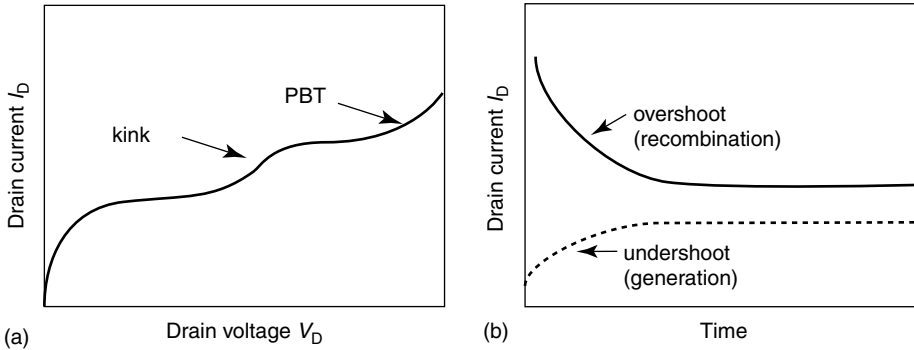 Drain current I_D
kink
PBT
(a)
Drain voltage V_D
Drain current I_D
overshoot
(recombination)
undershoot
(generation)
(b)
Time